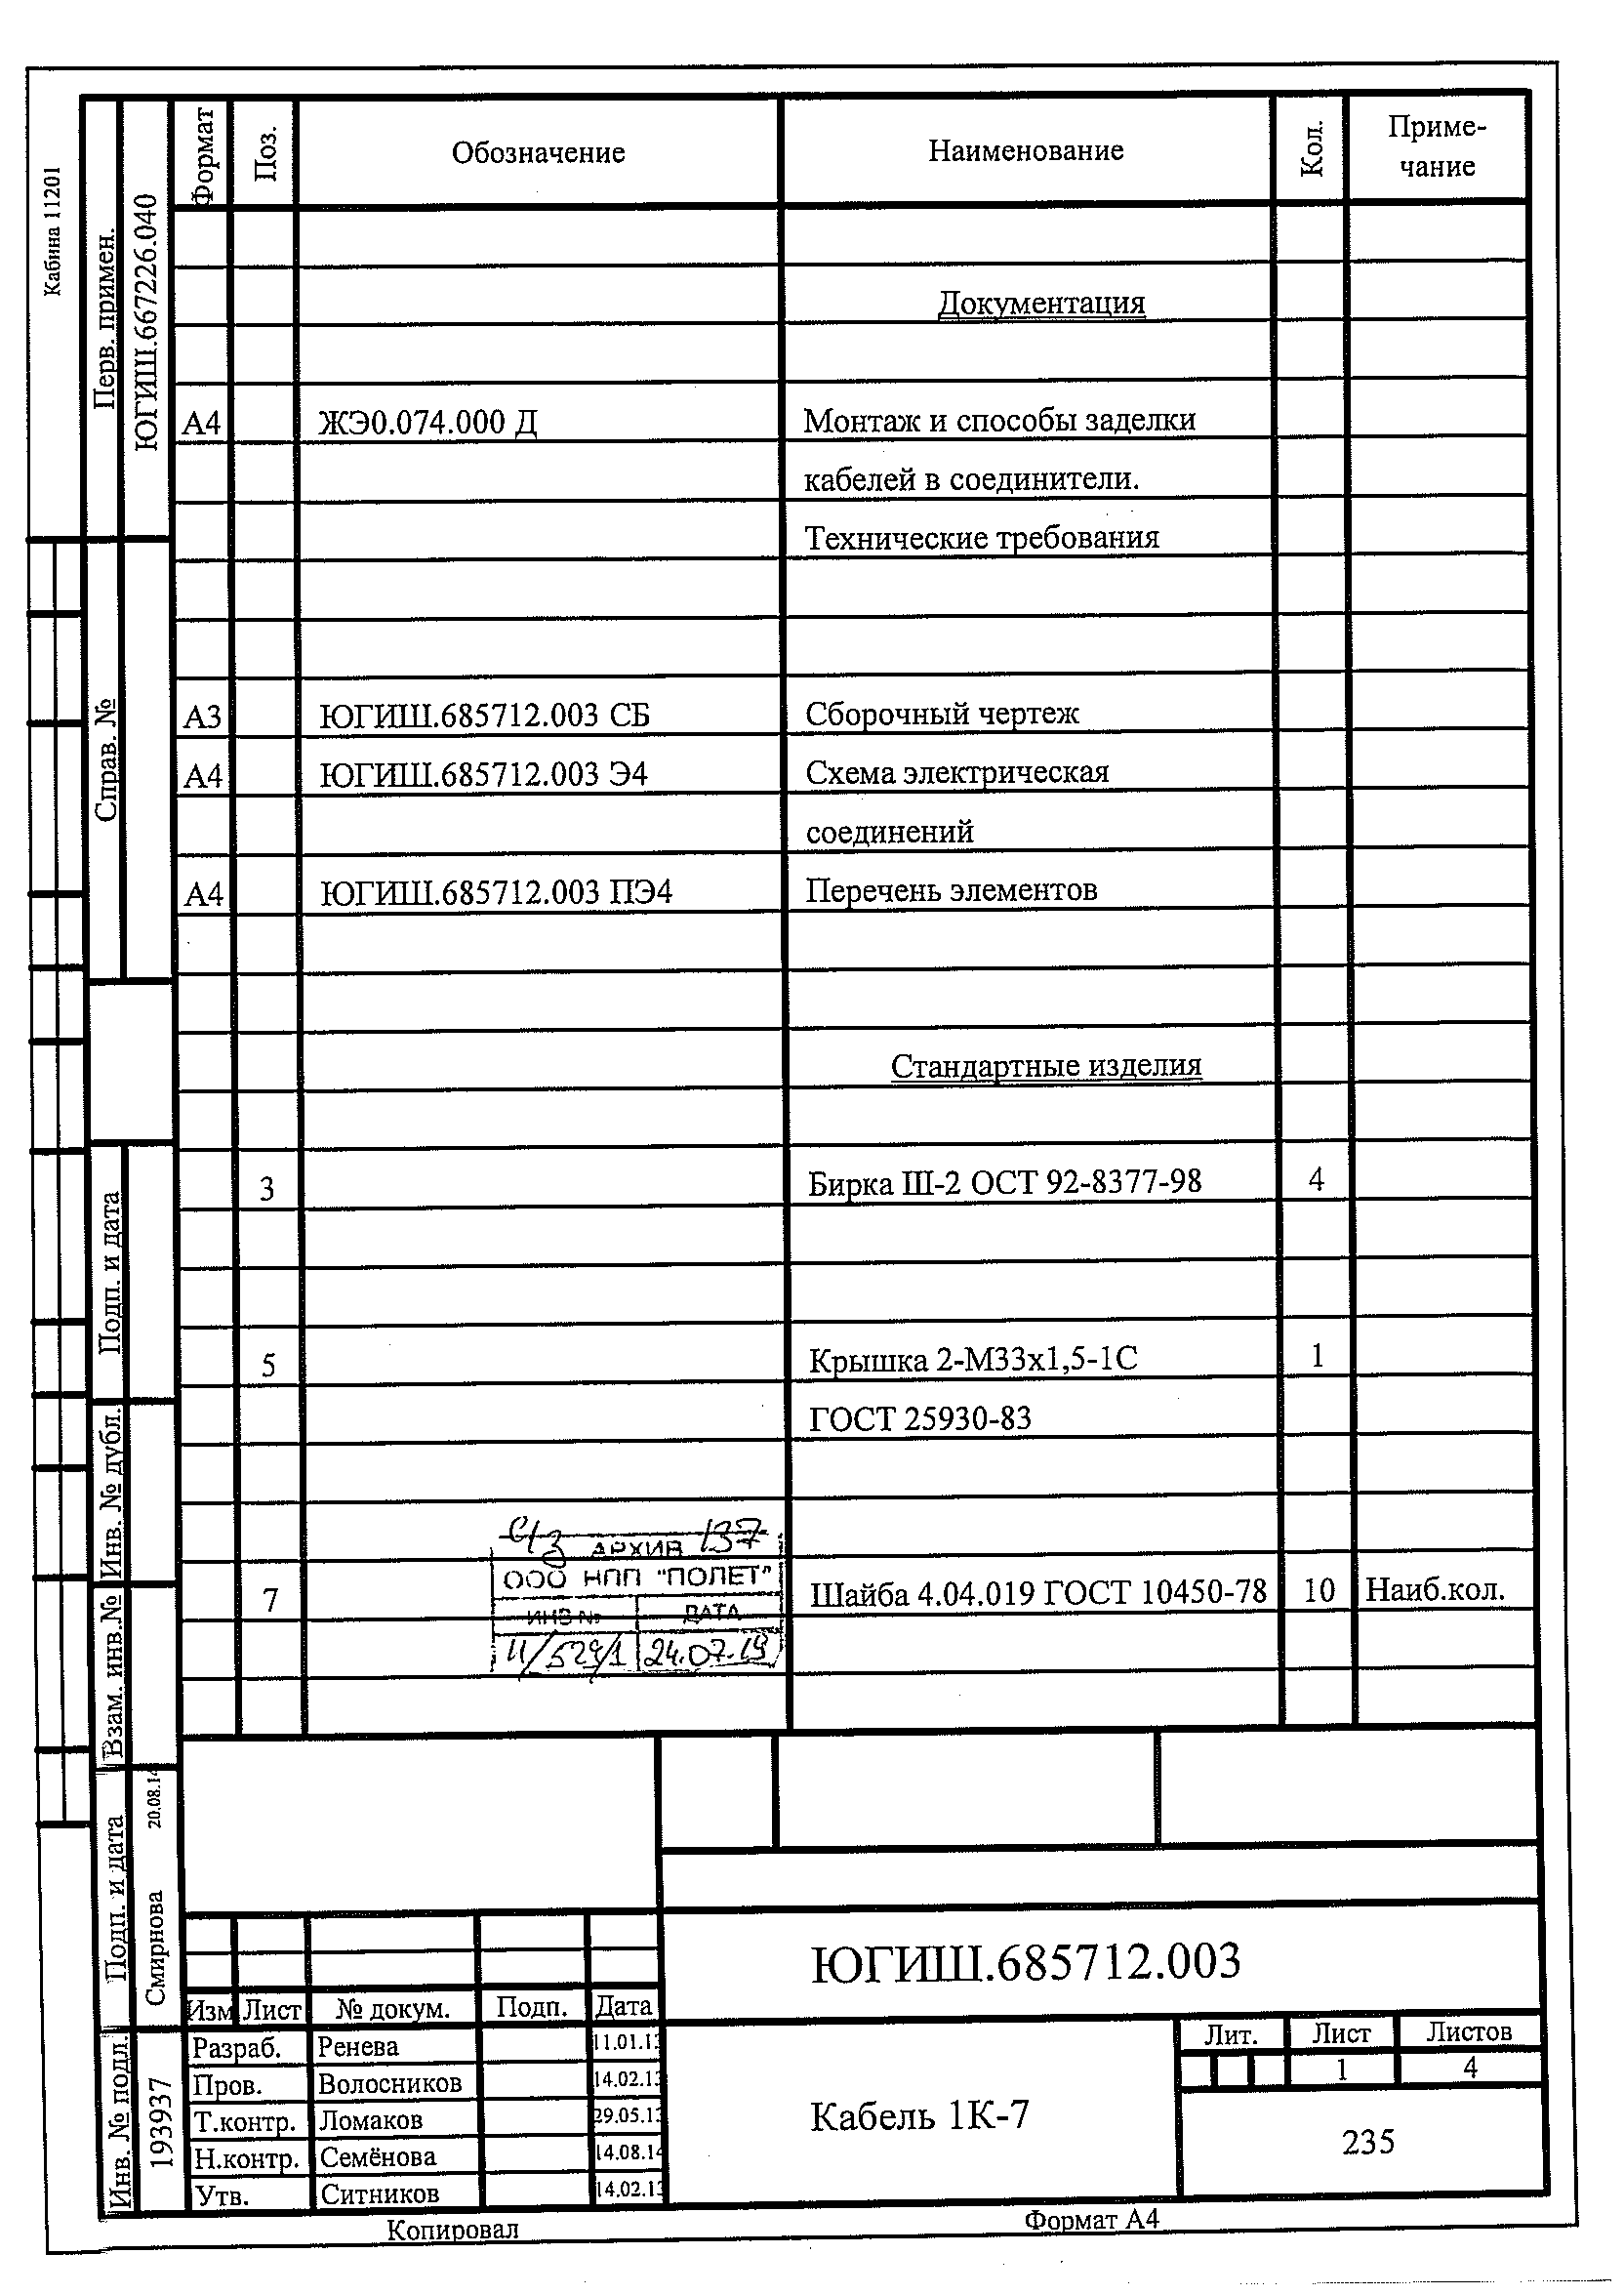 Кабина 11201
Перв. примен.
ЮГИШ.667226.040
Справ. №
Подп. и дата
Инв. № дубл.
Взам. инв.№
Подп. и дата
Смирнова 20.08.14
Инв. № подл.
193937
Формат Поз. Обозначение Наименование Кол. Приме-
чание
Документация
А4 ЖЭ0.074.000 Д Монтаж и способы заделки
кабелей в соединители.
Технические требования
А3 ЮГИШ.685712.003 СБ Сборочный чертеж
А4 ЮГИШ.685712.003 Э4 Схема электрическая
соединений
А4 ЮГИШ.685712.003 ПЭ4 Перечень элементов
Стандартные изделия
3 Бирка Ш-2 ОСТ 92-8377-98 4
5 Крышка 2-М33х1,5-1С 1
ГОСТ 25930-83
АРХИВ 137
ООО НПП "ПОЛЕТ"
7 Шайба 4.04.019 ГОСТ 10450-78 10 Наиб.кол.
ИНВ № ДАТА
11/529/1 24.07.19
ЮГИШ.685712.003
Изм Лист № докум. Подп. Дата
Разраб. Ренева 11.01.13
Пров. Волосников 14.02.13
Т.контр. Ломаков 29.05.13
Н.контр. Семёнова 14.08.14
Утв. Ситников 14.02.13
Кабель 1К-7
Лит. Лист Листов
1 4
235
Копировал Формат А4